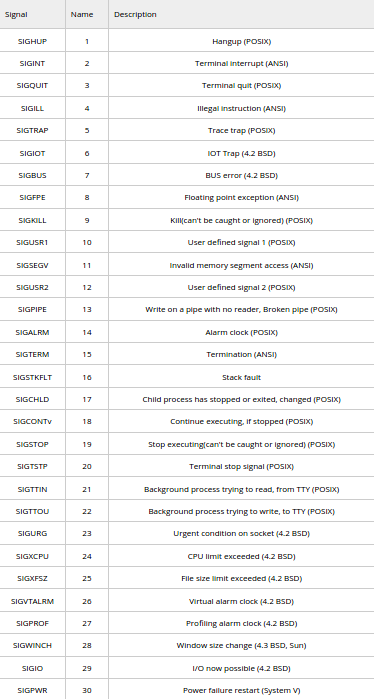 Signal Name Description
SIGHUP 1 Hangup (POSIX)
SIGINT 2 Terminal interrupt (ANSI)
SIGQUIT 3 Terminal quit (POSIX)
SIGILL 4 Illegal instruction (ANSI)
SIGTRAP 5 Trace trap (POSIX)
SIGIOT 6 IOT Trap (4.2 BSD)
SIGBUS 7 BUS error (4.2 BSD)
SIGFPE 8 Floating point exception (ANSI)
SIGKILL 9 Kill(can't be caught or ignored) (POSIX)
SIGUSR1 10 User defined signal 1 (POSIX)
SIGSEGV 11 Invalid memory segment access (ANSI)
SIGUSR2 12 User defined signal 2 (POSIX)
SIGPIPE 13 Write on a pipe with no reader, Broken pipe (POSIX)
SIGALRM 14 Alarm clock (POSIX)
SIGTERM 15 Termination (ANSI)
SIGSTKFLT 16 Stack fault
SIGCHLD 17 Child process has stopped or exited, changed (POSIX)
SIGCONTv 18 Continue executing, if stopped (POSIX)
SIGSTOP 19 Stop executing(can't be caught or ignored) (POSIX)
SIGTSTP 20 Terminal stop signal (POSIX)
SIGTTIN 21 Background process trying to read, from TTY (POSIX)
SIGTTOU 22 Background process trying to write, to TTY (POSIX)
SIGURG 23 Urgent condition on socket (4.2 BSD)
SIGXCPU 24 CPU limit exceeded (4.2 BSD)
SIGXFSZ 25 File size limit exceeded (4.2 BSD)
SIGVTALRM 26 Virtual alarm clock (4.2 BSD)
SIGPROF 27 Profiling alarm clock (4.2 BSD)
SIGWINCH 28 Window size change (4.3 BSD, Sun)
SIGIO 29 I/O now possible (4.2 BSD)
SIGPWR 30 Power failure restart (System V)